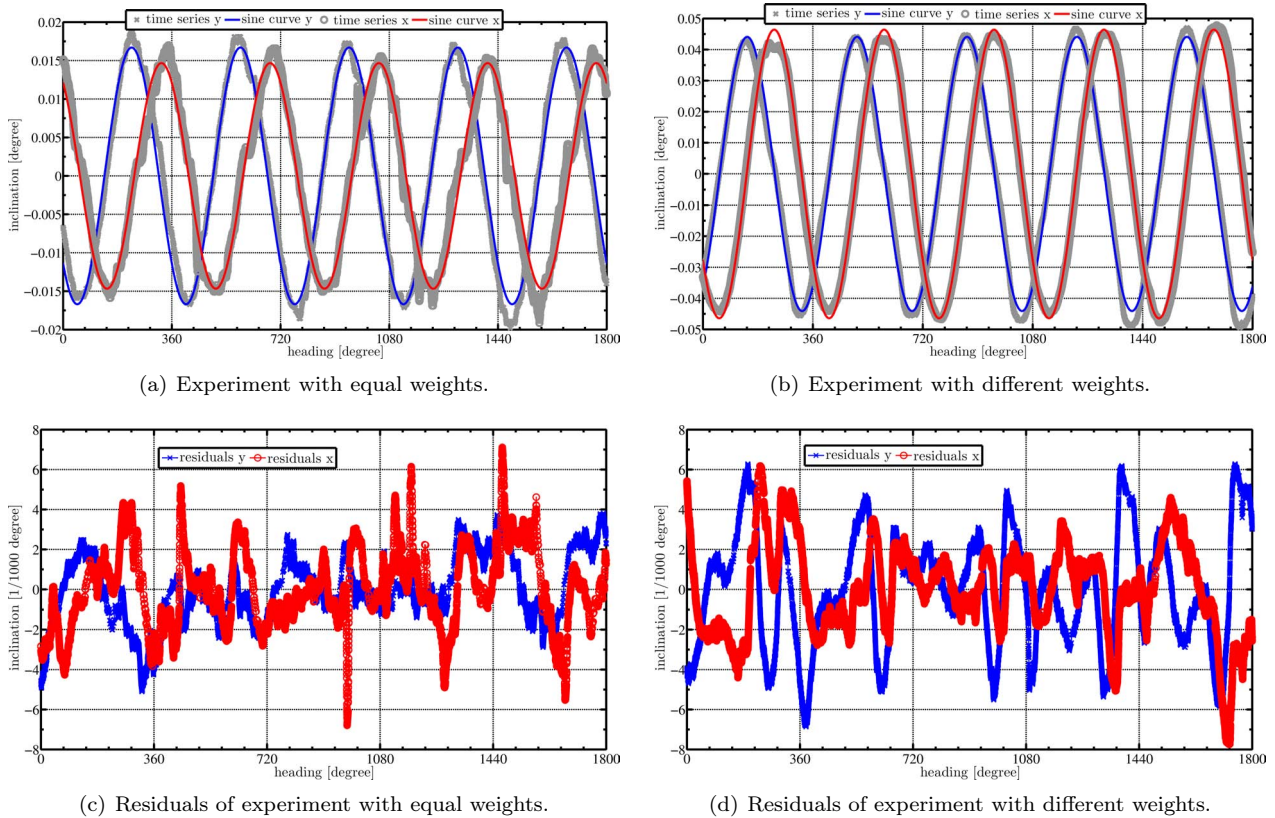 time series y sine curve y time series x sine curve x
0.02
0.015
0.01
0.005
0
−0.005
−0.01
−0.015
−0.02
inclination [degree]
0 360 720 1080 1440 1800
heading [degree]
(a) Experiment with equal weights.
time series y sine curve y time series x sine curve x
0.05
0.04
0.03
0.02
0.01
0
−0.01
−0.02
−0.03
−0.04
−0.05
inclination [degree]
0 360 720 1080 1440 1800
heading [degree]
(b) Experiment with different weights.
residuals y residuals x
8
6
4
2
0
−2
−4
−6
−8
inclination [1/1000 degree]
0 360 720 1080 1440 1800
heading [degree]
(c) Residuals of experiment with equal weights.
residuals y residuals x
8
6
4
2
0
−2
−4
−6
−8
inclination [1/1000 degree]
0 360 720 1080 1440 1800
heading [degree]
(d) Residuals of experiment with different weights.